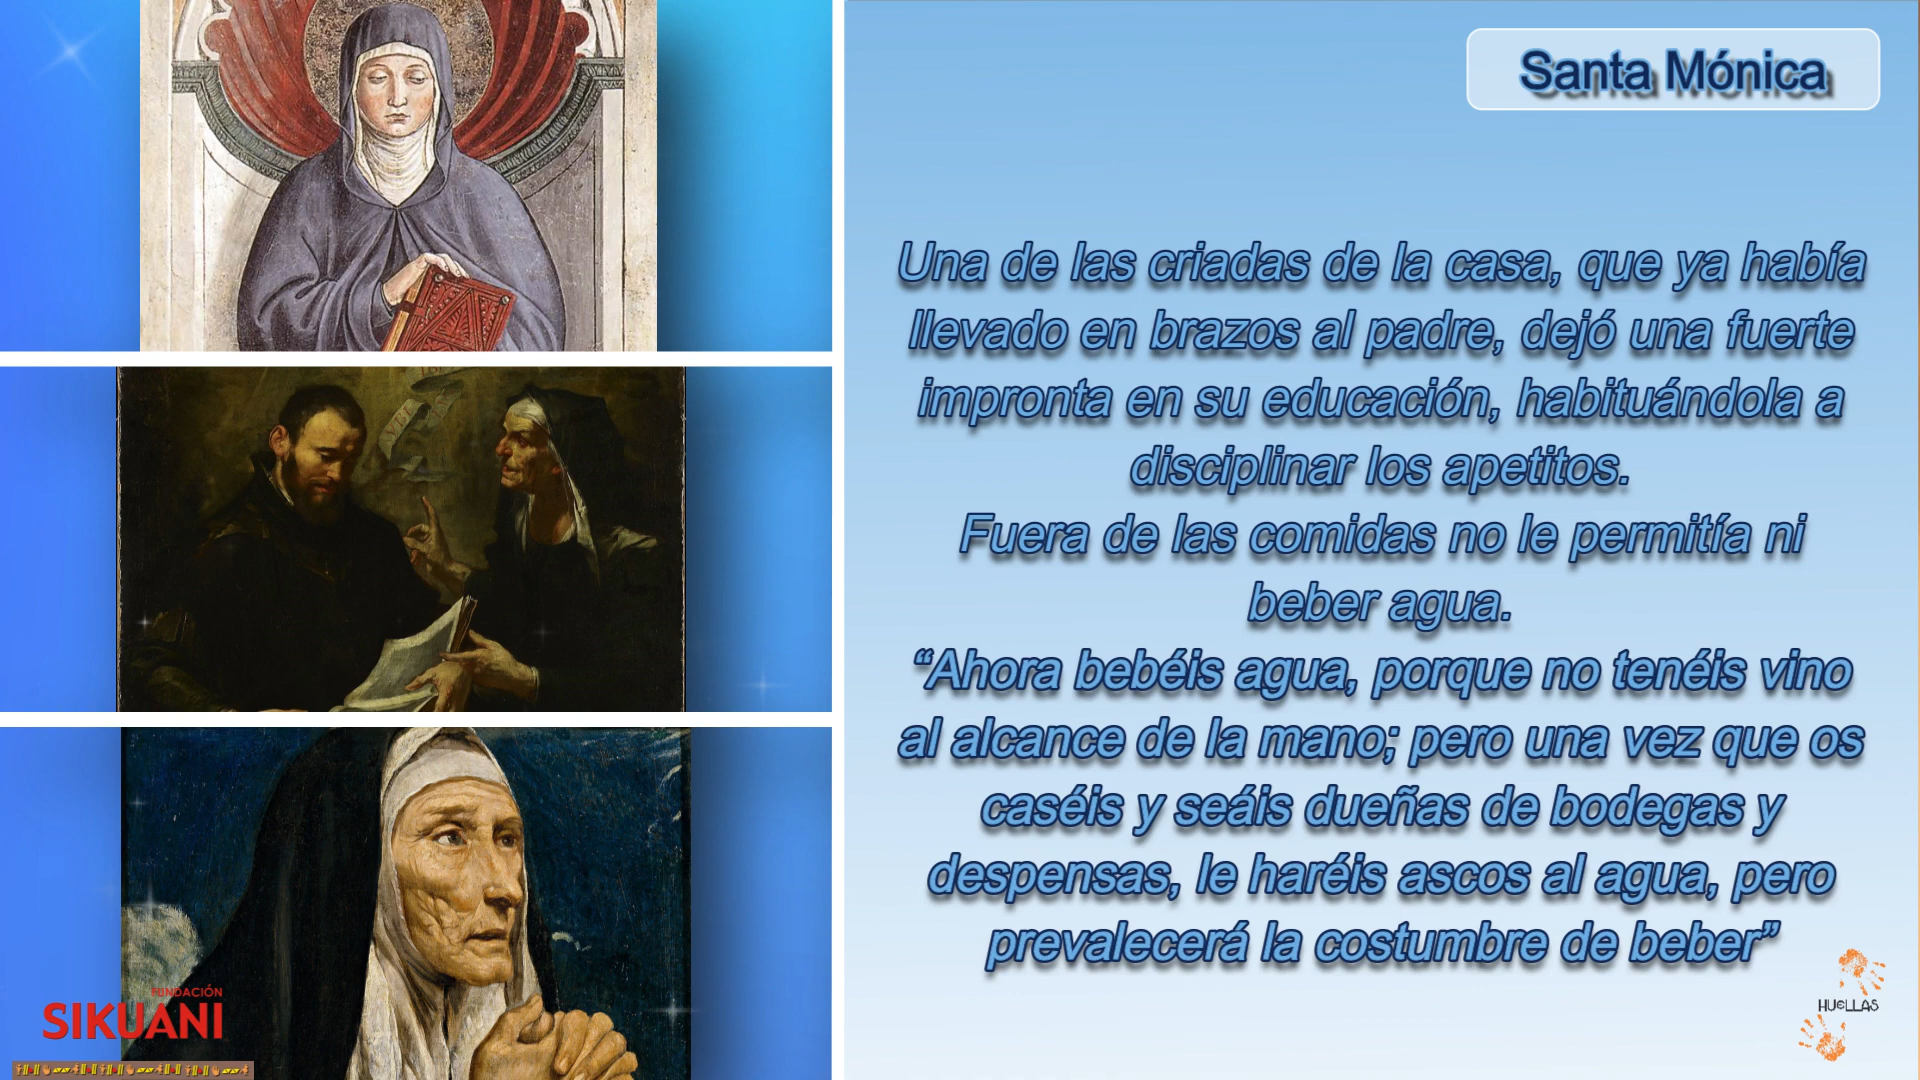 Santa Mónica
Una de las criadas de la casa, que ya había
llevado en brazos al padre, dejó una fuerte
impronta en su educación, habituándola a
disciplinar los apetitos.
Fuera de las comidas no le permitía ni
beber agua.
“Ahora bebéis agua, porque no tenéis vino
al alcance de la mano; pero una vez que os
caséis y seáis dueñas de bodegas y
despensas, le haréis ascos al agua, pero
prevalecerá la costumbre de beber”
FUNDACIÓN
SIKUANI
HUELLAS